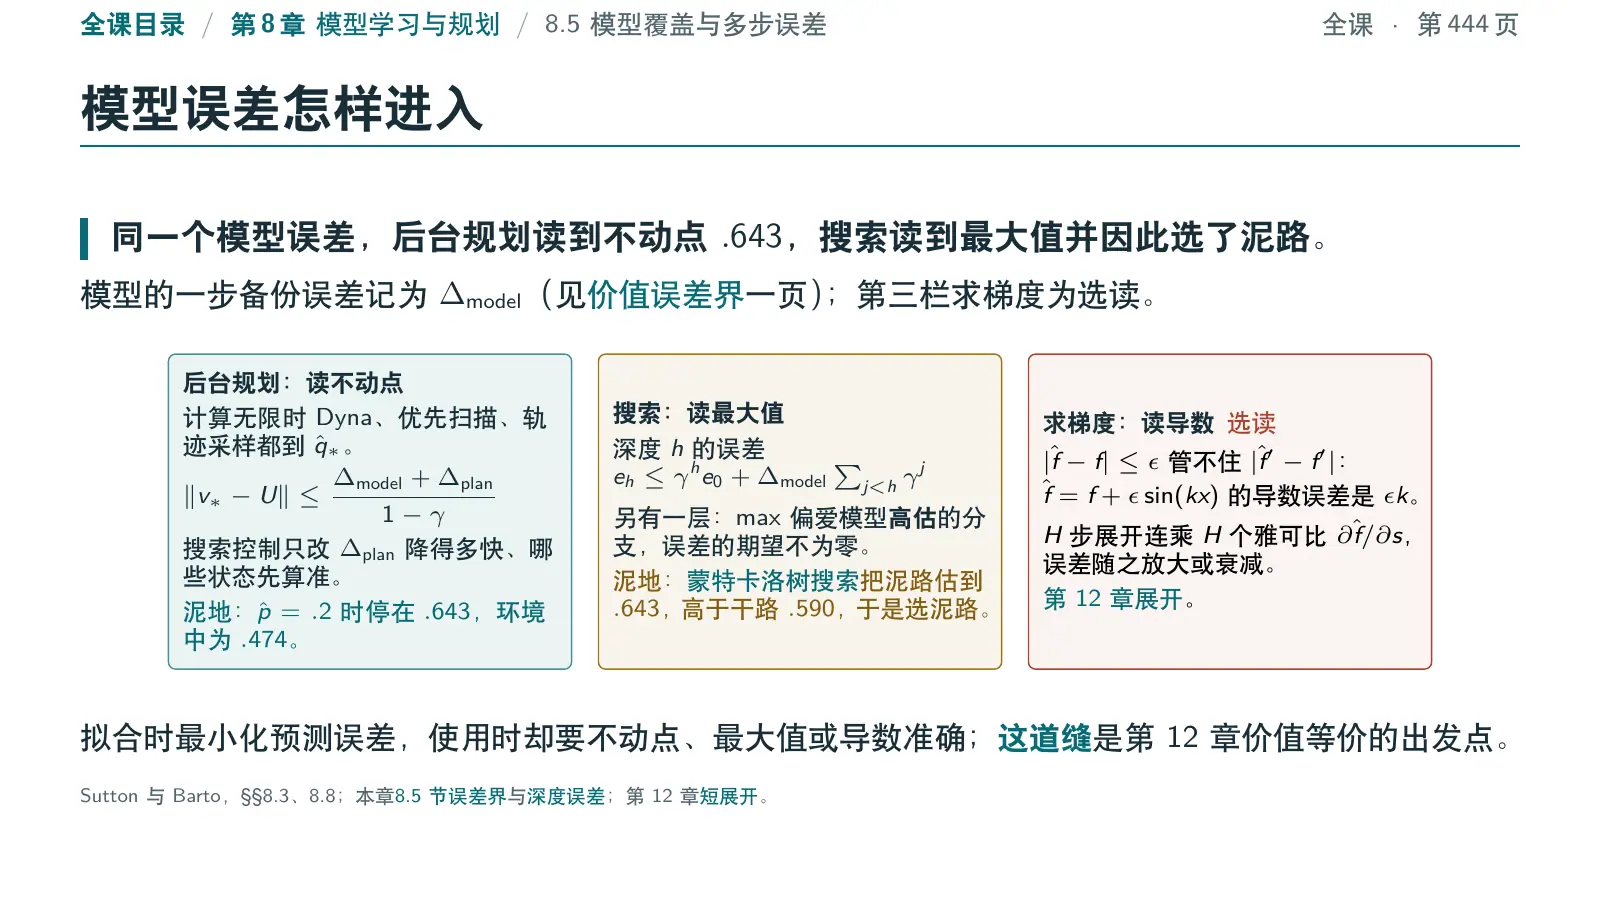 全课目录 / 第 8 章 模型学习与规划 / 8.5 模型覆盖与多步误差
全课 · 第 444 页
模型误差怎样进入
同一个模型误差，后台规划读到不动点 .643，搜索读到最大值并因此选了泥路。
模型的一步备份误差记为 Δ_model（见价值误差界一页）；第三栏求梯度为选读。
后台规划：读不动点
计算无限时 Dyna、优先扫描、轨
迹采样都到 q̂_*。
‖v_* − U‖ ≤ (Δ_model + Δ_plan) / (1 − γ)
搜索控制只改 Δ_plan 降得多快、哪
些状态先算准。
泥地：p̂ = .2 时停在 .643，环境
中为 .474。
搜索：读最大值
深度 h 的误差
e_h ≤ γ^h e_0 + Δ_model ∑_{j<h} γ^j
另有一层：max 偏爱模型高估的分
支，误差的期望不为零。
泥地：蒙特卡洛树搜索把泥路估到
.643，高于干路 .590，于是选泥路。
求梯度：读导数 选读
|f̂ − f| ≤ ϵ 管不住 |f̂′ − f′|：
f̂ = f + ϵ sin(kx) 的导数误差是 ϵk。
H 步展开连乘 H 个雅可比 ∂f̂/∂s，
误差随之放大或衰减。
第 12 章展开。
拟合时最小化预测误差，使用时却要不动点、最大值或导数准确；这道缝是第 12 章价值等价的出发点。
Sutton 与 Barto，§§8.3、8.8；本章8.5 节误差界与深度误差；第 12 章短展开。